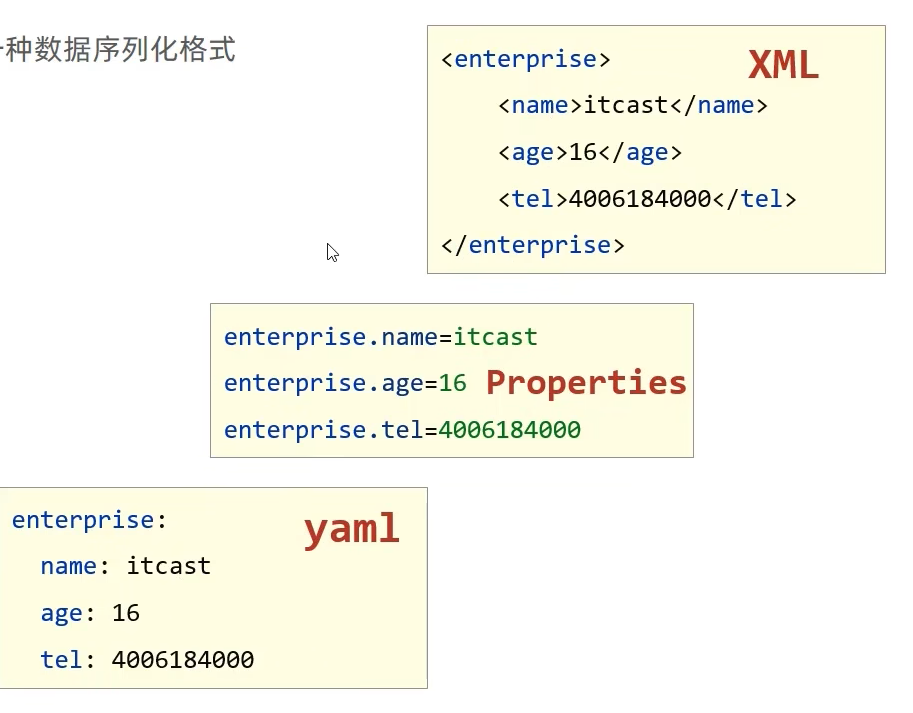 种数据序列化格式
<enterprise>
XML
<name>itcast</name>
<age>16</age>
<tel>4006184000</tel>
</enterprise>
enterprise.name=itcast
enterprise.age=16
Properties
enterprise.tel=4006184000
enterprise:
yaml
name: itcast
age: 16
tel: 4006184000